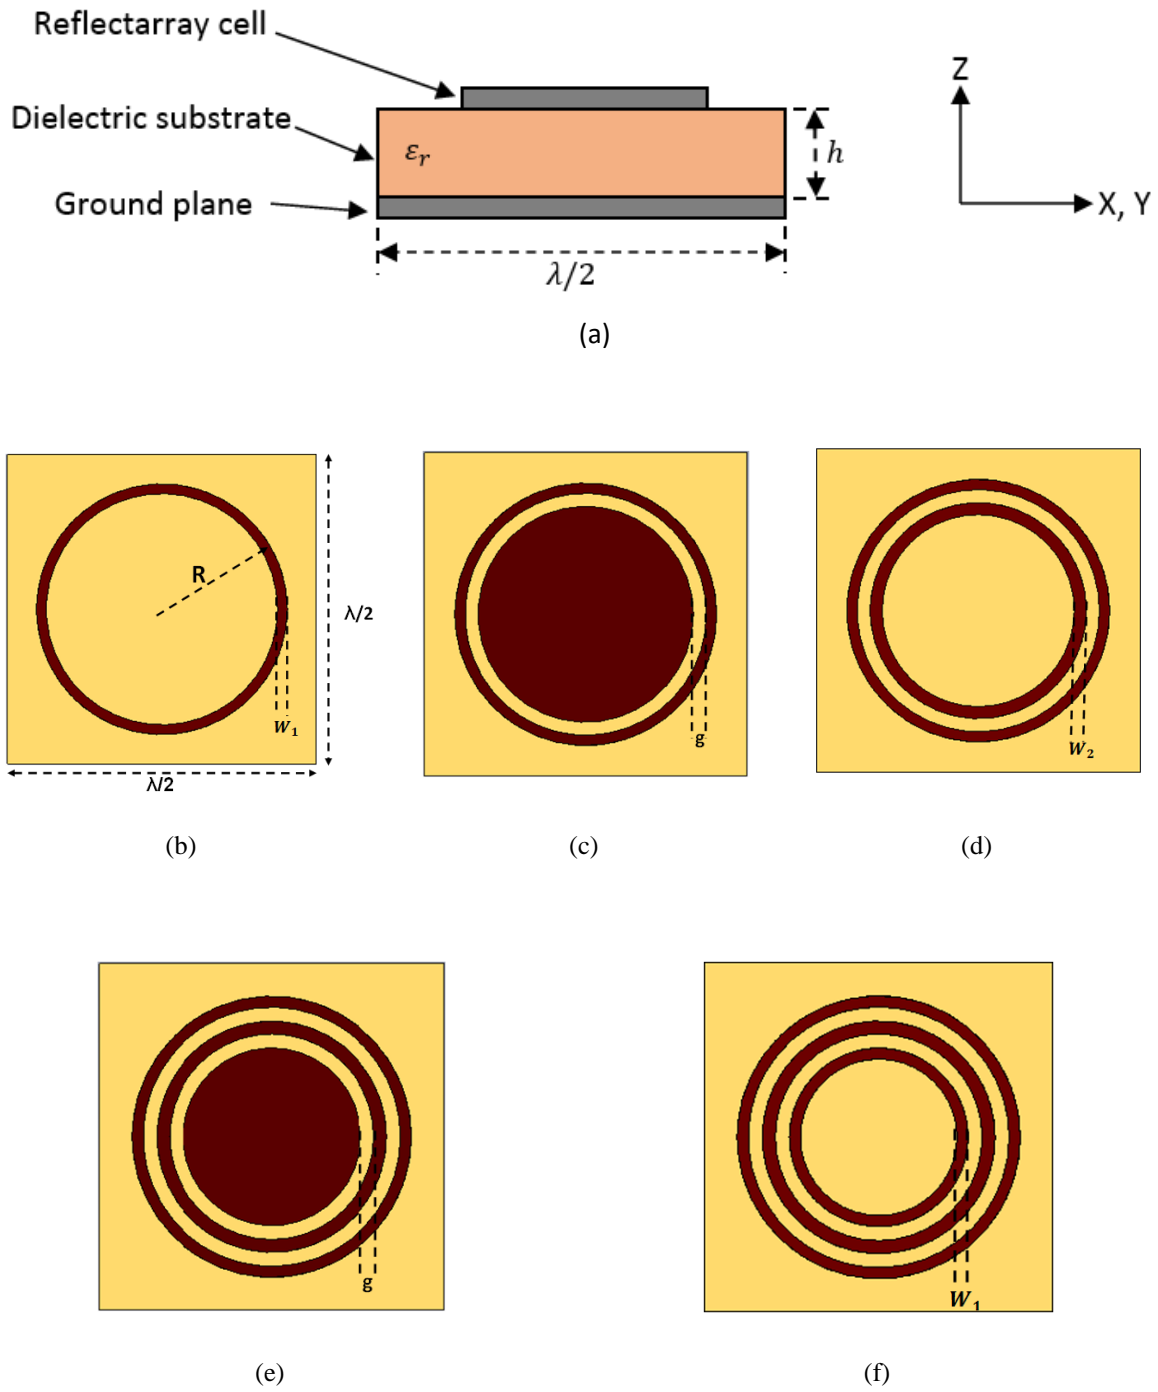 Reflectarray cell
Z
Dielectric substrate
εᵣ
h
Ground plane
X, Y
λ/2
(a)
R
λ/2
W₁
λ/2
g
W₂
(b)
(c)
(d)
g
W₁
(e)
(f)